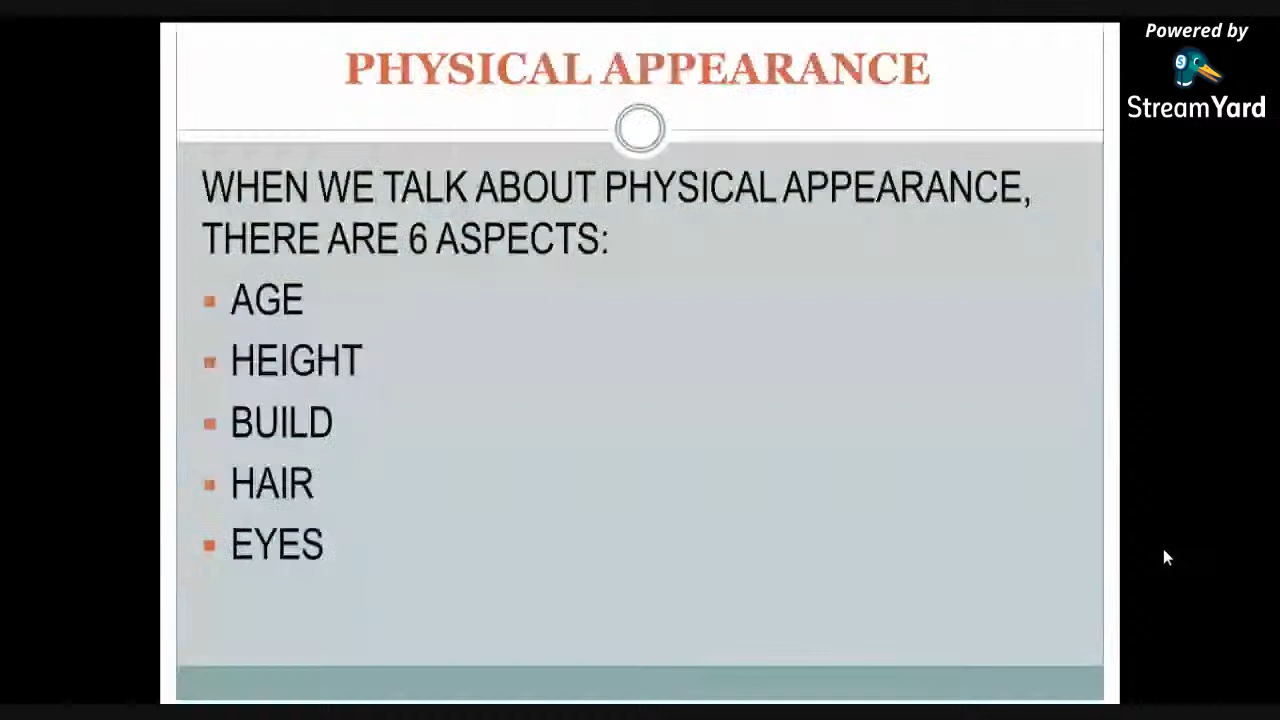 PHYSICAL APPEARANCE
WHEN WE TALK ABOUT PHYSICAL APPEARANCE,
THERE ARE 6 ASPECTS:
AGE
HEIGHT
BUILD
HAIR
EYES
Powered by
StreamYard